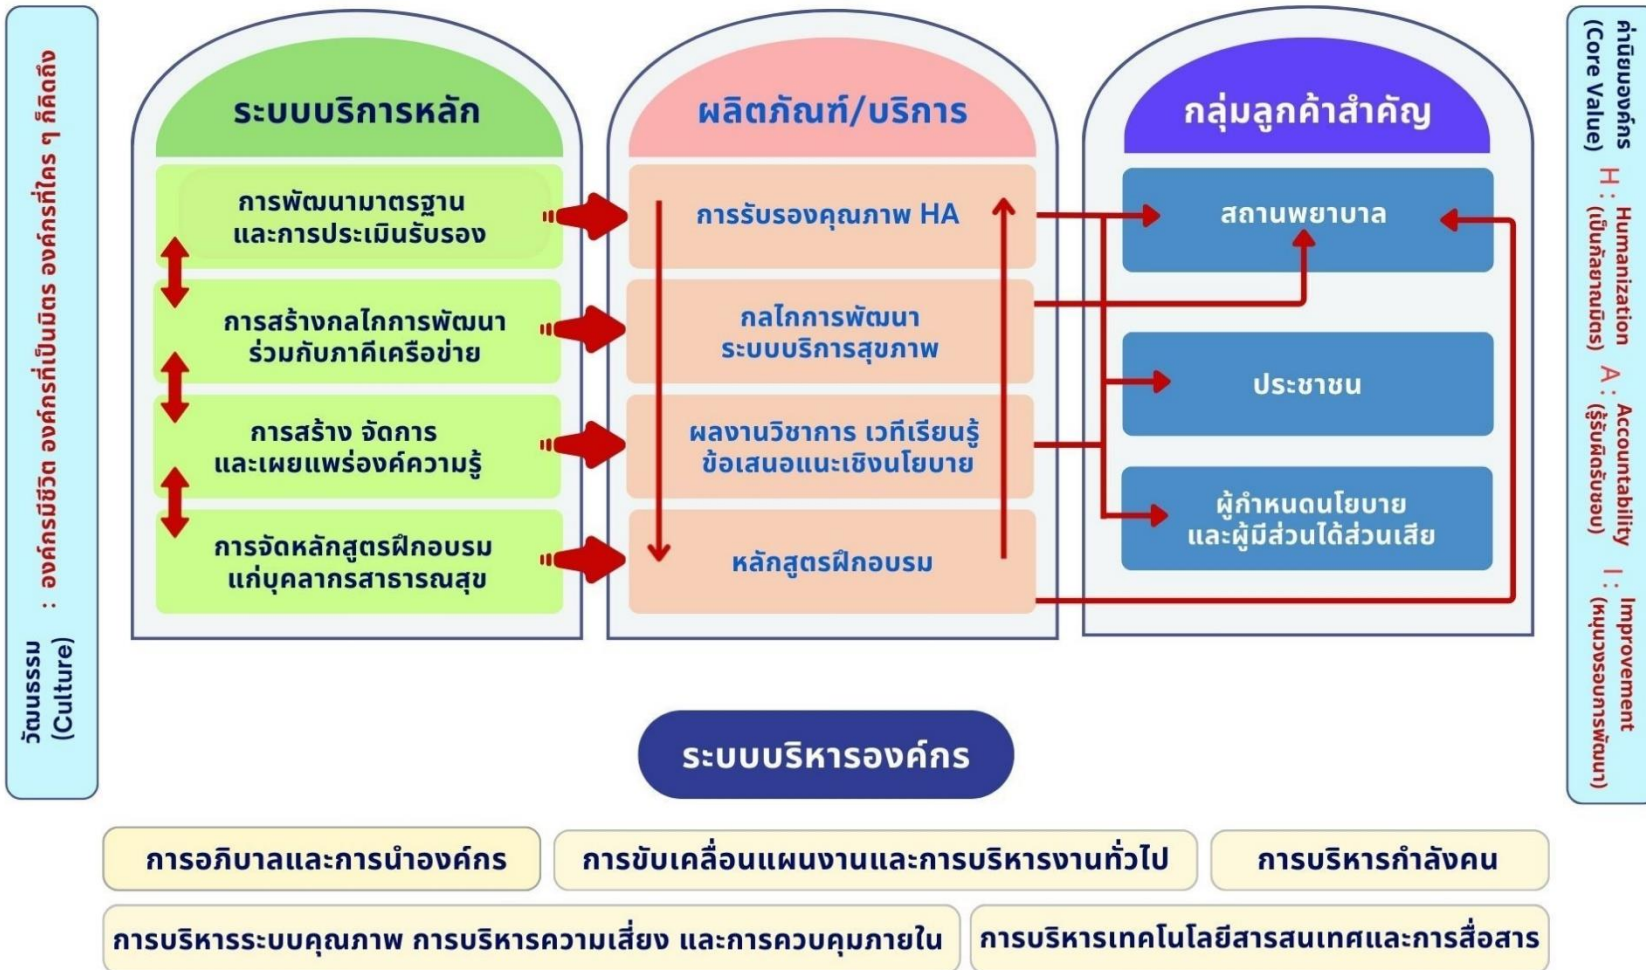 วัฒนธรรม
(Culture)
: องค์กรมีชีวิต องค์กรที่เป็นมิตร องค์กรที่ใคร ๆ ก็คิดถึง
ระบบบริการหลัก
การพัฒนามาตรฐาน
และการประเมินรับรอง
การสร้างกลไกการพัฒนา
ร่วมกับภาคีเครือข่าย
การสร้าง จัดการ
และเผยแพร่องค์ความรู้
การจัดหลักสูตรฝึกอบรม
แก่บุคลากรสาธารณสุข
ผลิตภัณฑ์/บริการ
การรับรองคุณภาพ HA
กลไกการพัฒนา
ระบบบริการสุขภาพ
ผลงานวิชาการ เวทีเรียนรู้
ข้อเสนอแนะเชิงนโยบาย
หลักสูตรฝึกอบรม
กลุ่มลูกค้าสำคัญ
สถานพยาบาล
ประชาชน
ผู้กำหนดนโยบาย
และผู้มีส่วนได้ส่วนเสีย
ค่านิยมองค์กร
(Core Value)
H : Humanization
(เป็นกัลยาณมิตร)
A : Accountability
(รู้รับผิดรับชอบ)
I : Improvement
(หมุนวงรอบการพัฒนา)
ระบบบริหารองค์กร
การอภิบาลและการนำองค์กร
การขับเคลื่อนแผนงานและการบริหารงานทั่วไป
การบริหารกำลังคน
การบริหารระบบคุณภาพ การบริหารความเสี่ยง และการควบคุมภายใน
การบริหารเทคโนโลยีสารสนเทศและการสื่อสาร